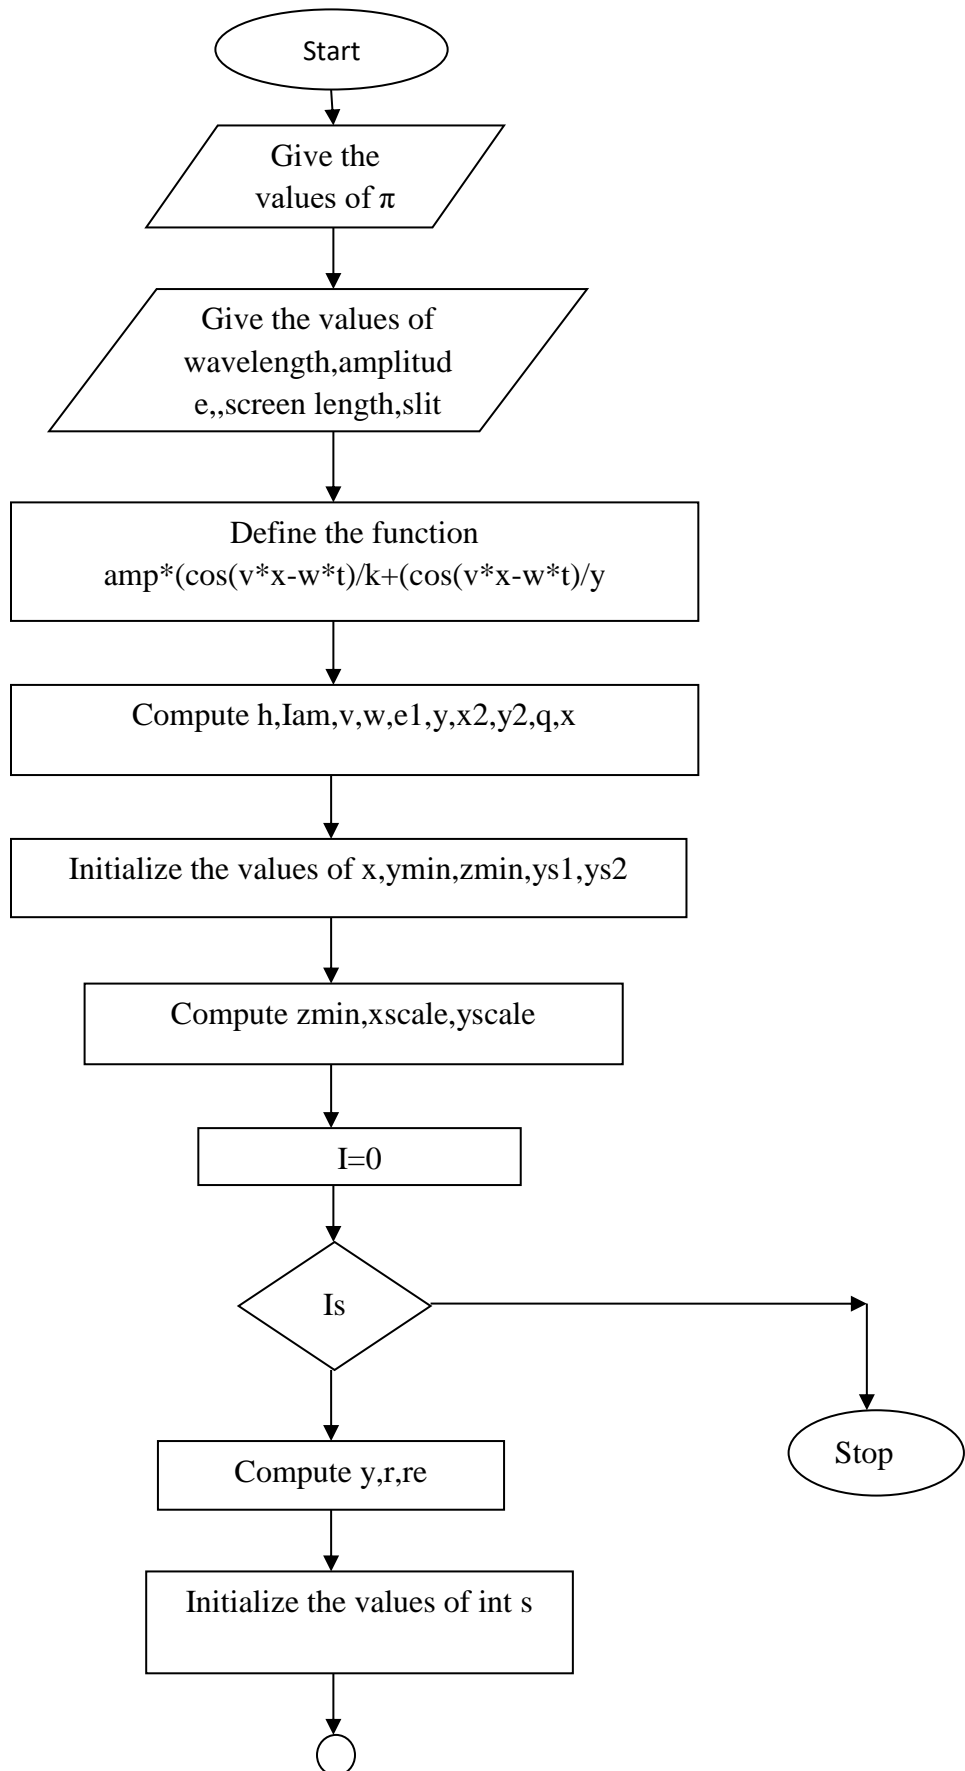 Start
Give the
values of π
Give the values of
wavelength,amplitud
e,,screen length,slit
Define the function
amp*(cos(v*x-w*t)/k+(cos(v*x-w*t)/y
Compute h,Iam,v,w,e1,y,x2,y2,q,x
Initialize the values of x,ymin,zmin,ys1,ys2
Compute zmin,xscale,yscale
I=0
Is
Compute y,r,re
Stop
Initialize the values of int s